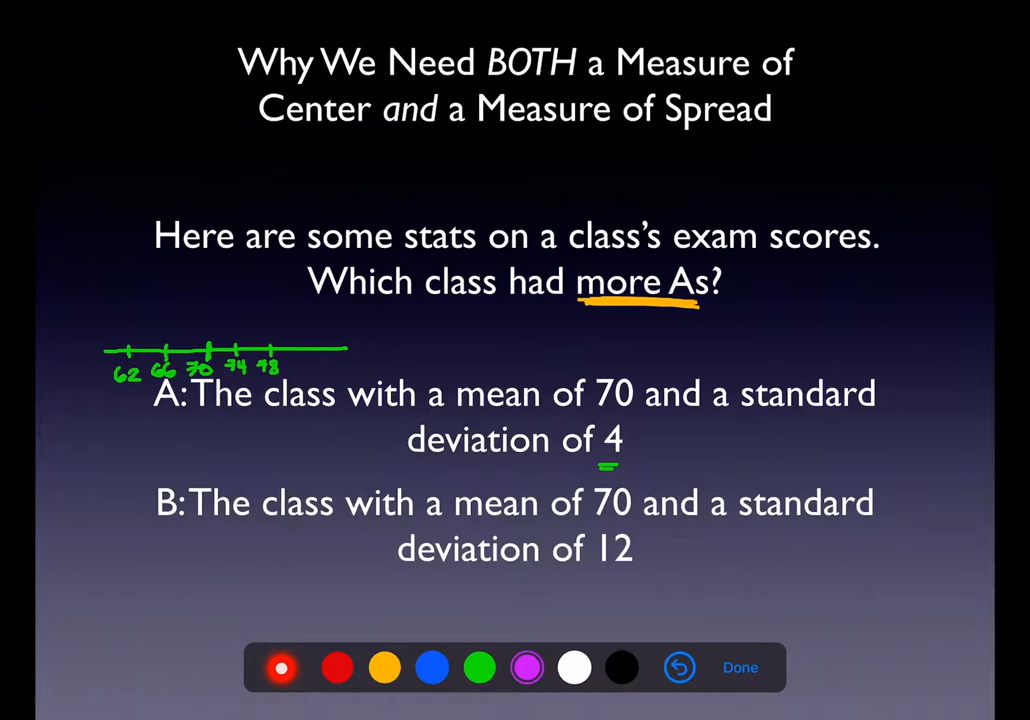 Why We Need BOTH a Measure of
Center and a Measure of Spread
Here are some stats on a class's exam scores.
Which class had more As?
62 66 70 74 78
A: The class with a mean of 70 and a standard
deviation of 4
B: The class with a mean of 70 and a standard
deviation of 12
Done